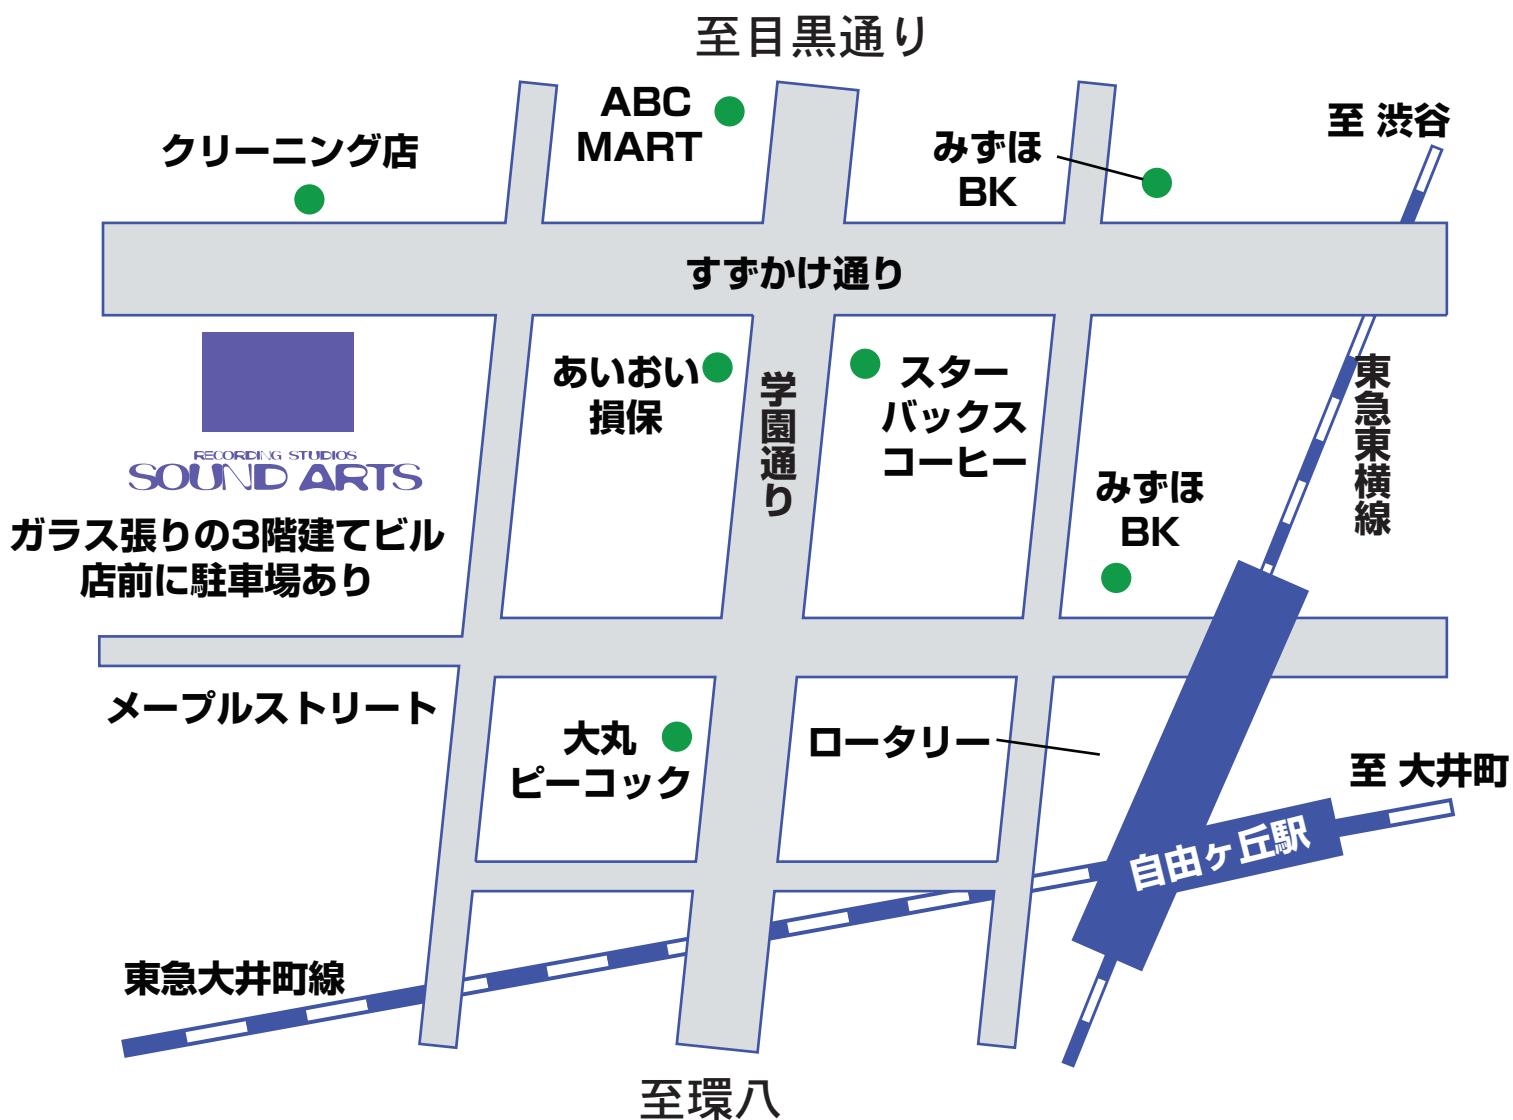 至目黒通り
ABC
MART
至 渋谷
クリーニング店
みずほ
BK
すずかけ通り
あいおい
損保
学園通り
スター
バックス
コーヒー
東急東横線
RECORDING STUDIOS
SOUND ARTS
みずほ
BK
ガラス張りの3階建てビル
店前に駐車場あり
メープルストリート
大丸
ピーコック
ロータリー
至 大井町
自由ヶ丘駅
東急大井町線
至環八